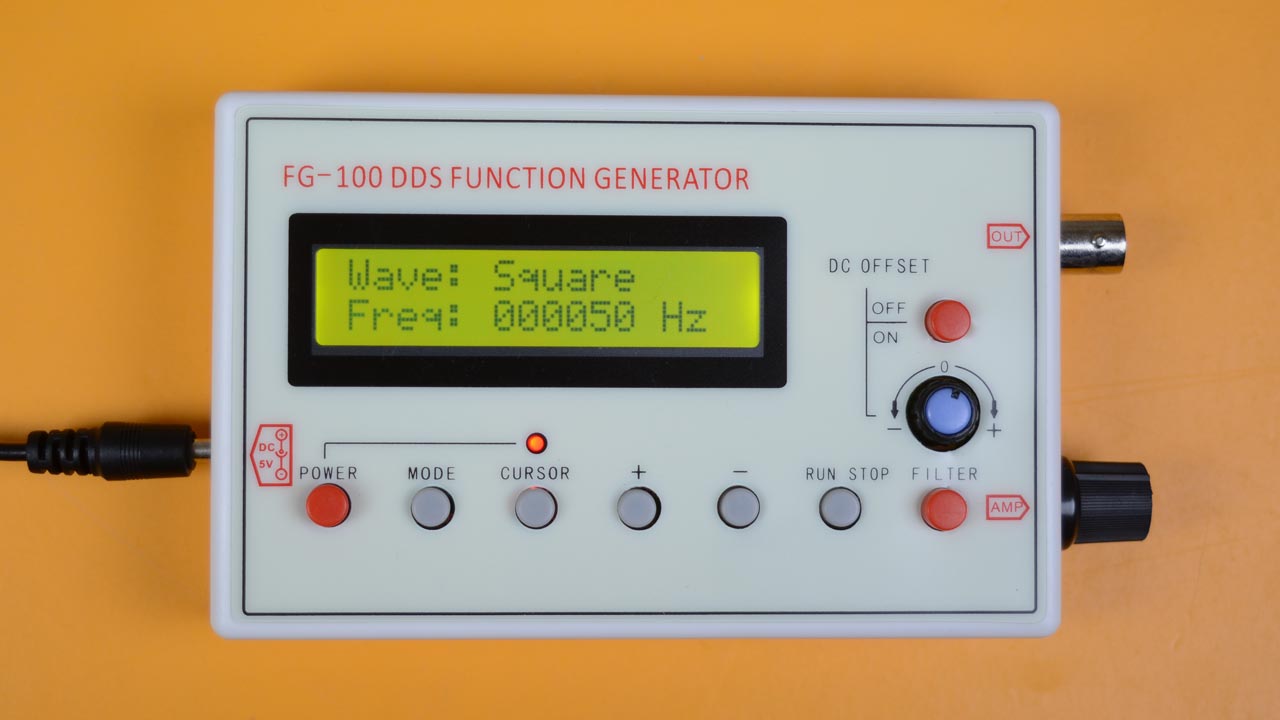 FG-100 DDS FUNCTION GENERATOR
Wave: Square
Freq: 000050 Hz
OUT
DC OFFSET
OFF
ON
0
- +
DC
5V
+
-
POWER MODE CURSOR + - RUN STOP FILTER
AMP